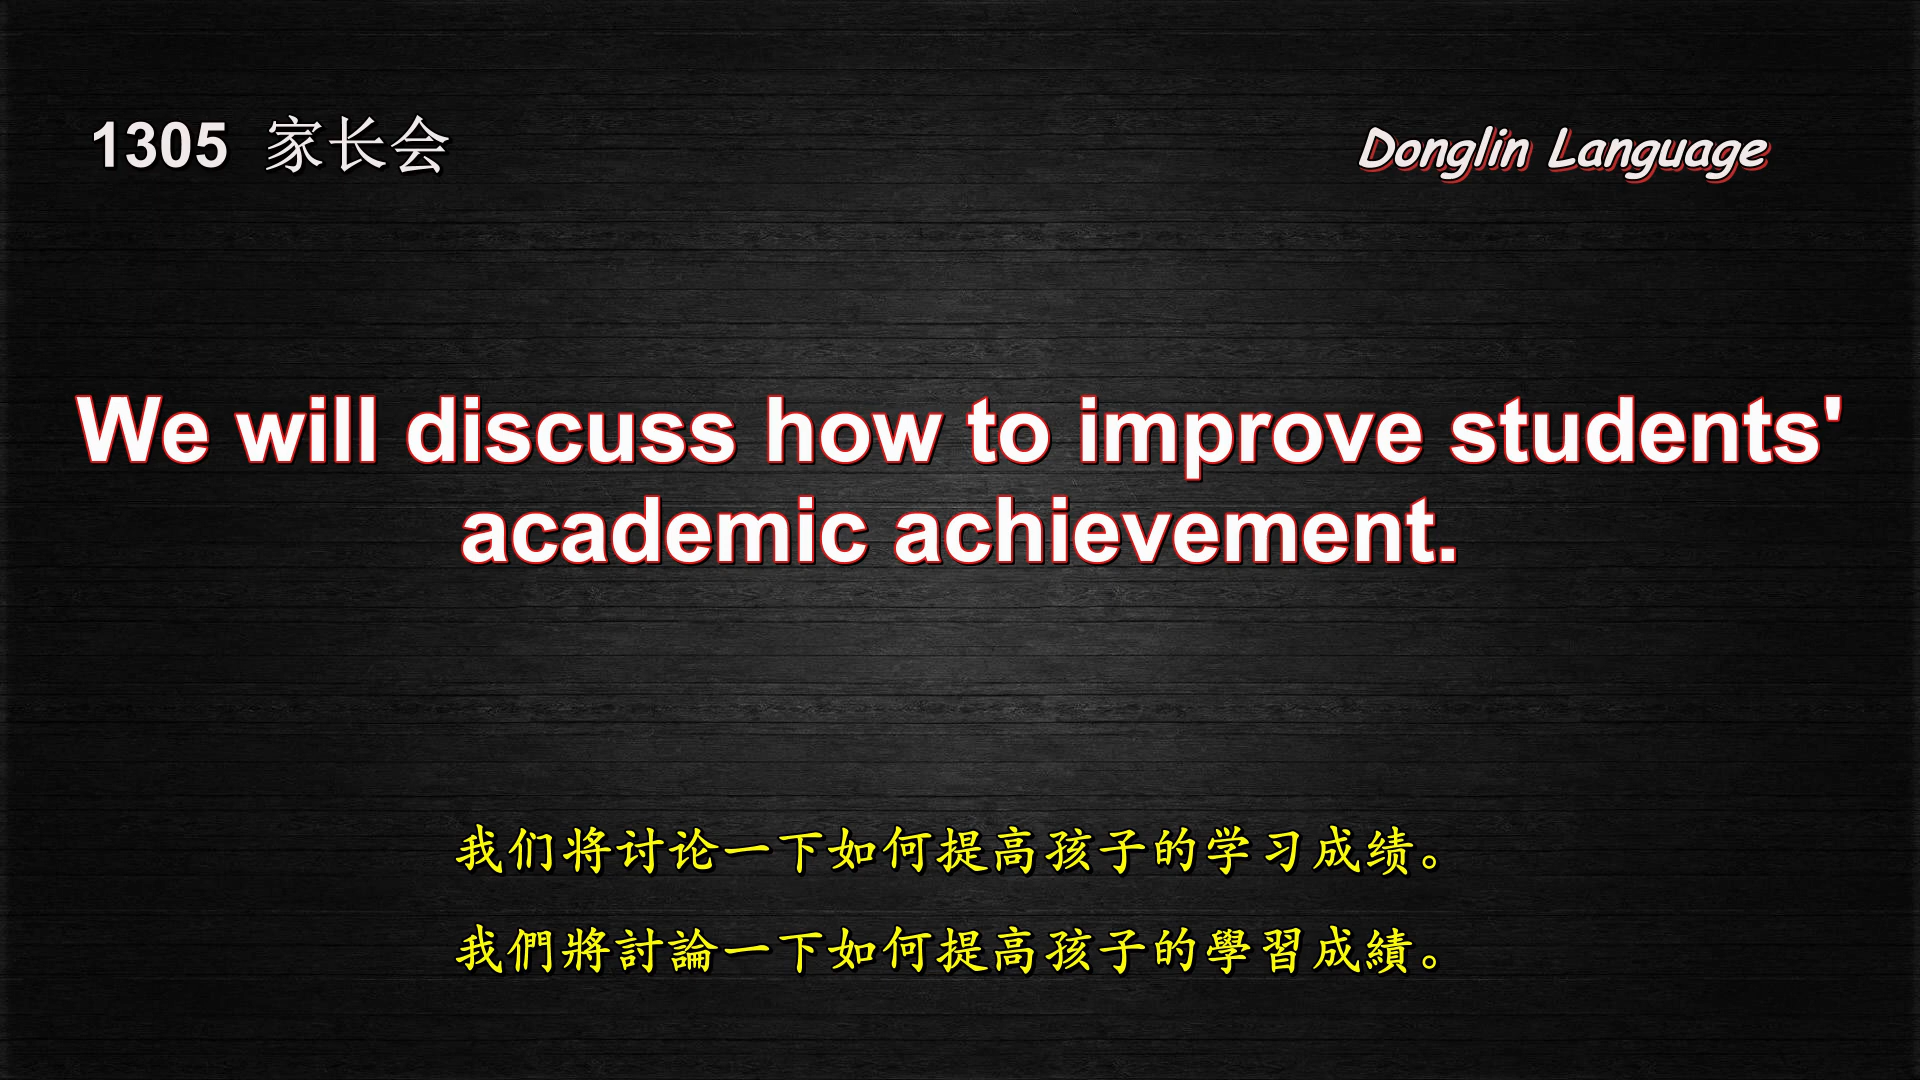 1305 家长会
Donglin Language
We will discuss how to improve students'
academic achievement.
我们将讨论一下如何提高孩子的学习成绩。
我們將討論一下如何提高孩子的學習成績。